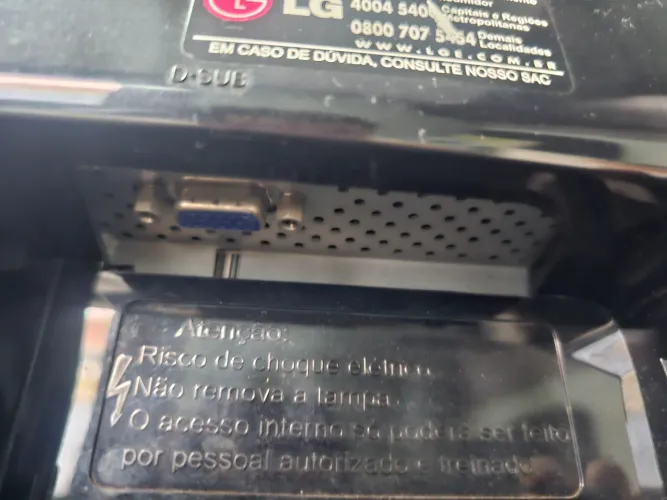 LG
4004 540
Capitais e Regiões
Metropolitanas
0800 707 5454 Demais
Localidades
WWW.LGE.COM.BR
EM CASO DE DÚVIDA, CONSULTE NOSSO SAC
D-SUB
Atenção:
Risco de choque elétrico.
Não remova a tampa.
O acesso interno só poderá ser feito
por pessoal autorizado e treinado